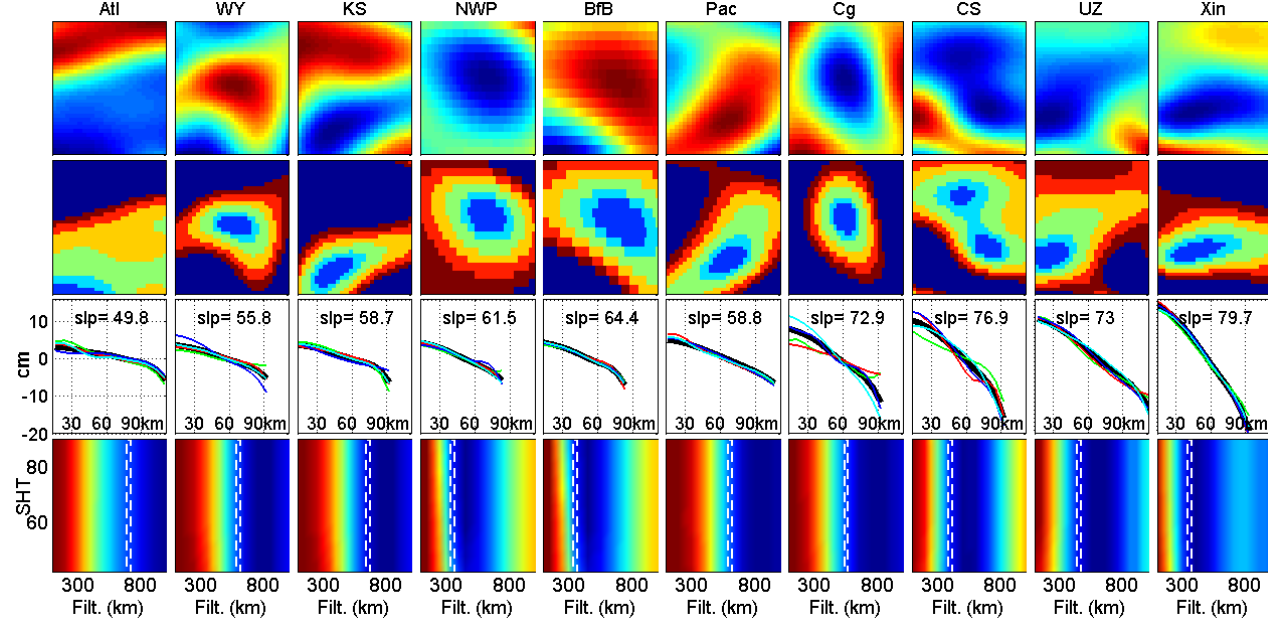 Atl WY KS NWP BfB Pac Cg CS UZ Xin
slp= 49.8 slp= 55.8 slp= 58.7 slp= 61.5 slp= 64.4 slp= 58.8 slp= 72.9 slp= 76.9 slp= 73 slp= 79.7
10
cm
0
-10
30 60 90km 30 60 90km 30 60 90km 30 60 90km 30 60 90km 30 60 90km 30 60 90km 30 60 90km 30 60 90km 30 60 90km
-20
80
SHT
60
300 800 300 800 300 800 300 800 300 800 300 800 300 800 300 800 300 800 300 800
Filt. (km) Filt. (km) Filt. (km) Filt. (km) Filt. (km) Filt. (km) Filt. (km) Filt. (km) Filt. (km) Filt. (km)